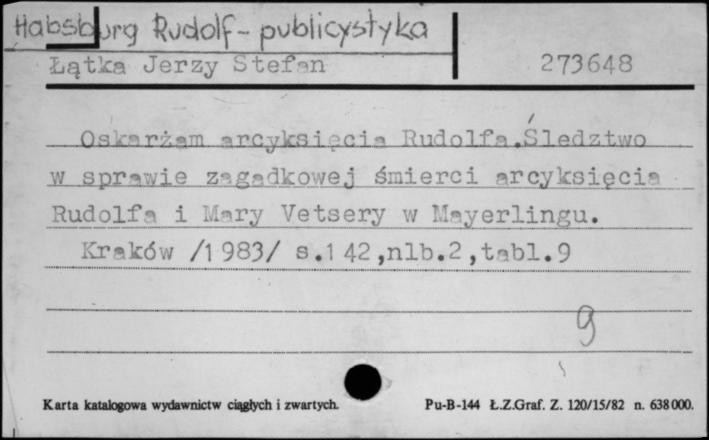 Habsburg Rudolf - publicystyka
Łątka Jerzy Stefan 273648
Oskarżam arcyksięcia Rudolfa.Śledztwo
w sprawie zagadkowej śmierci arcyksięcia
Rudolfa i Mary Vetsery w Mayerlingu.
Kraków /1983/ s.142,nlb.2,tabl.9
9
Karta katalogowa wydawnictw ciągłych i zwartych. Pu-B-144 Ł.Z.Graf. Z. 120/15/82 n. 638000.